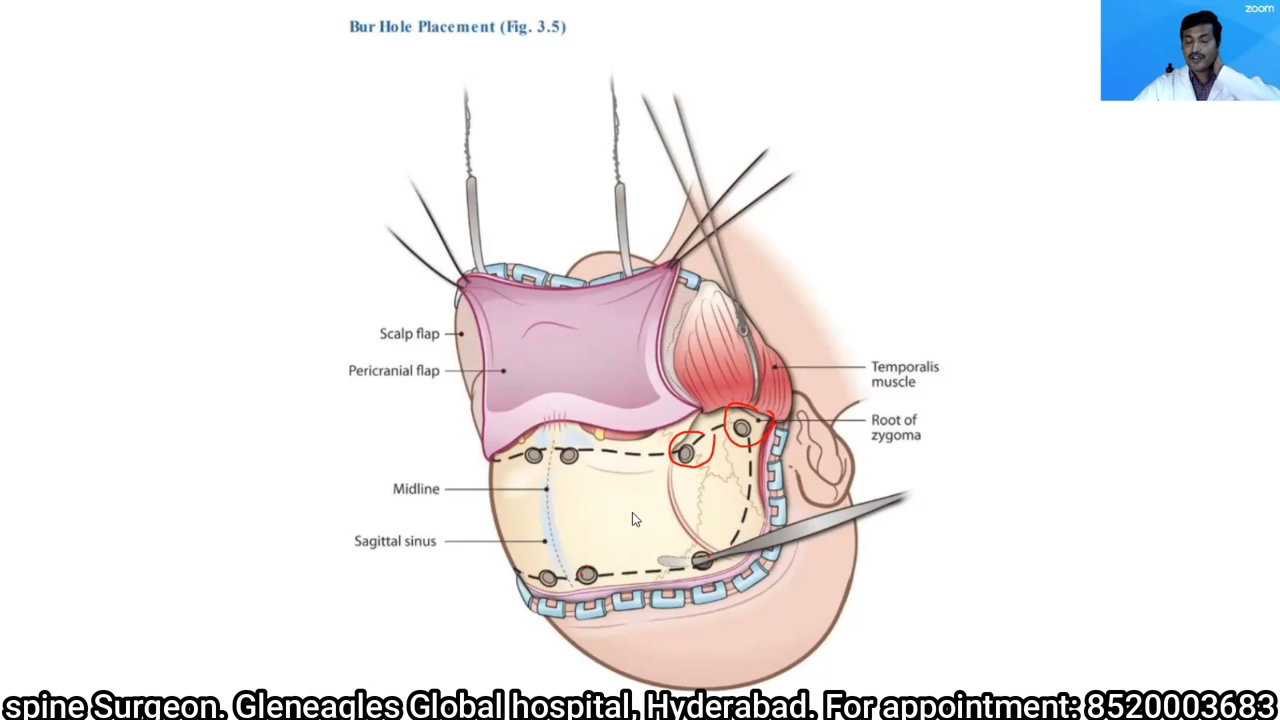 zoom
Bur Hole Placement (Fig. 3.5)
Scalp flap
Pericranial flap
Temporalis
muscle
Root of
zygoma
Midline
Sagittal sinus
spine Surgeon. Gleneagles Global hospital, Hyderabad. For appointment: 8520003683